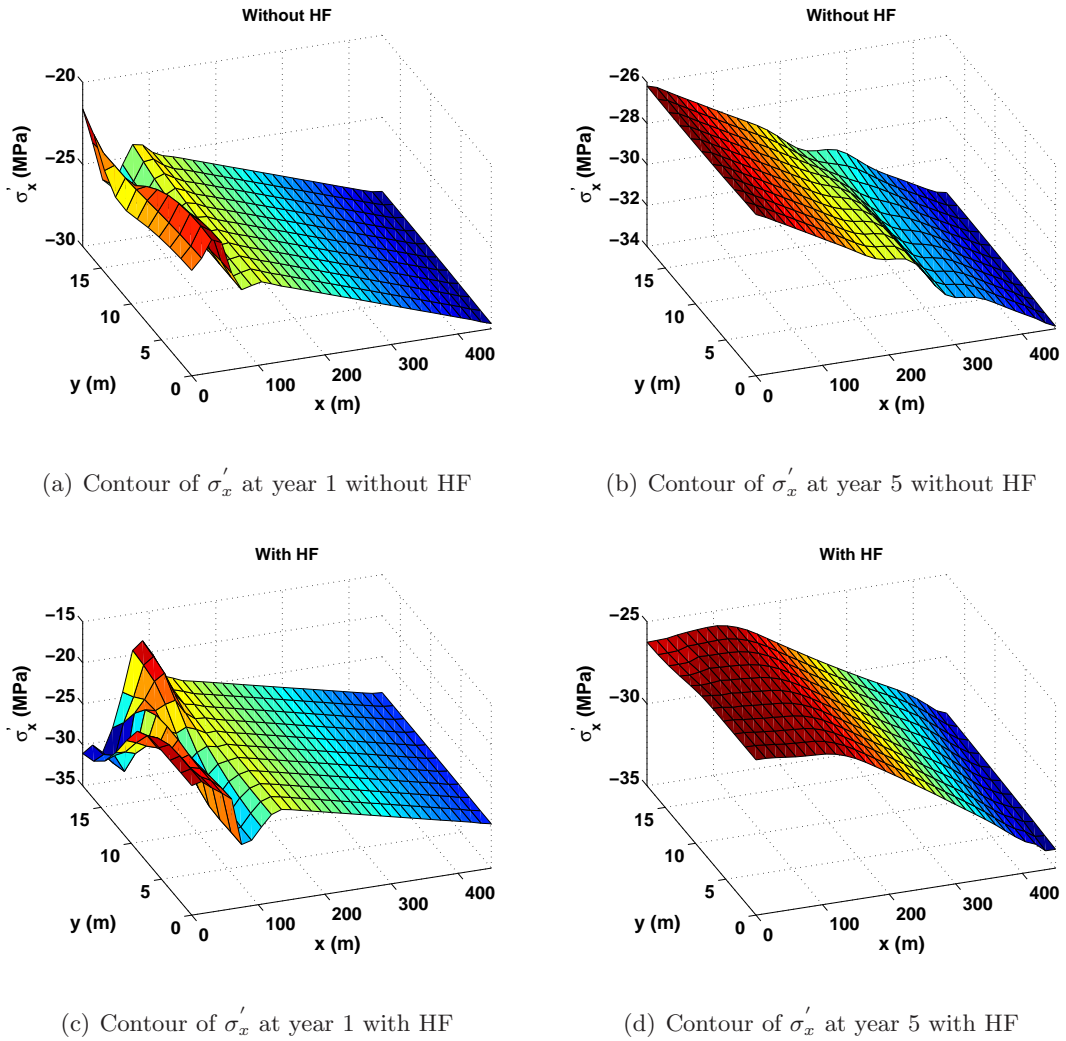 Without HF
−20
−25
−30
σ'x (MPa)
15
10
5
0
y (m)
0
100
200
300
400
x (m)
Without HF
−26
−28
−30
−32
−34
σ'x (MPa)
15
10
5
0
y (m)
0
100
200
300
400
x (m)
(a) Contour of σ'x at year 1 without HF
(b) Contour of σ'x at year 5 without HF
With HF
−15
−20
−25
−30
−35
σ'x (MPa)
15
10
5
0
y (m)
0
100
200
300
400
x (m)
With HF
−25
−30
−35
σ'x (MPa)
15
10
5
0
y (m)
0
100
200
300
400
x (m)
(c) Contour of σ'x at year 1 with HF
(d) Contour of σ'x at year 5 with HF